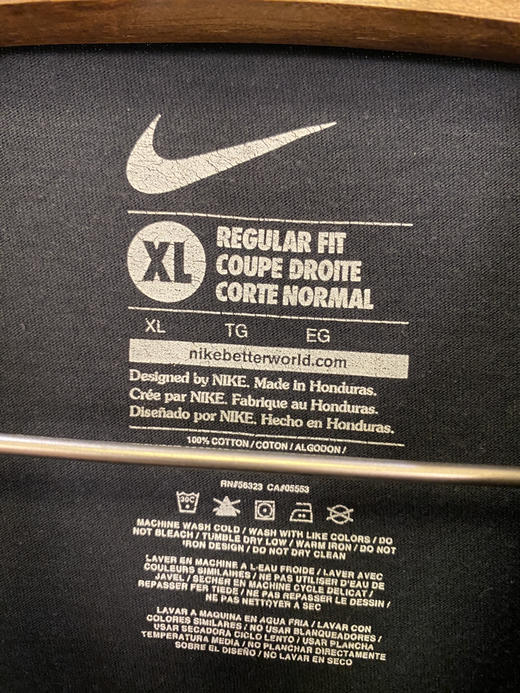 XL
REGULAR FIT
COUPE DROITE
CORTE NORMAL
XL TG EG
nikebetterworld.com
Designed by NIKE. Made in Honduras.
Crée par NIKE. Fabrique au Honduras.
Diseñado por NIKE. Hecho en Honduras.
100% COTTON / COTON / ALGODON /
RN#56323 CA#05553
30C
MACHINE WASH COLD / WASH WITH LIKE COLORS / DO
NOT BLEACH / TUMBLE DRY LOW / WARM IRON / DO NOT
IRON DESIGN / DO NOT DRY CLEAN
LAVER EN MACHINE A L-EAU FROIDE / LAVER AVEC
COULEURS SIMILAIRES / NE PAS UTILISER D'EAU DE
JAVEL / SECHER EN MACHINE CYCLE DELICAT /
REPASSER FER TIEDE / NE PAS REPASSER LE DESSIN /
NE PAS NETTOYER A SEC
LAVAR A MAQUINA EN AGUA FRIA / LAVAR CON
COLORES SIMILARES / NO USAR BLANQUEADORES /
USAR SECADORA CICLO LENTO / USAR PLANCHA
TEMPERATURA MEDIA / NO PLANCHAR DIRECTAMENTE
SOBRE EL DISEÑO / NO LAVAR EN SECO